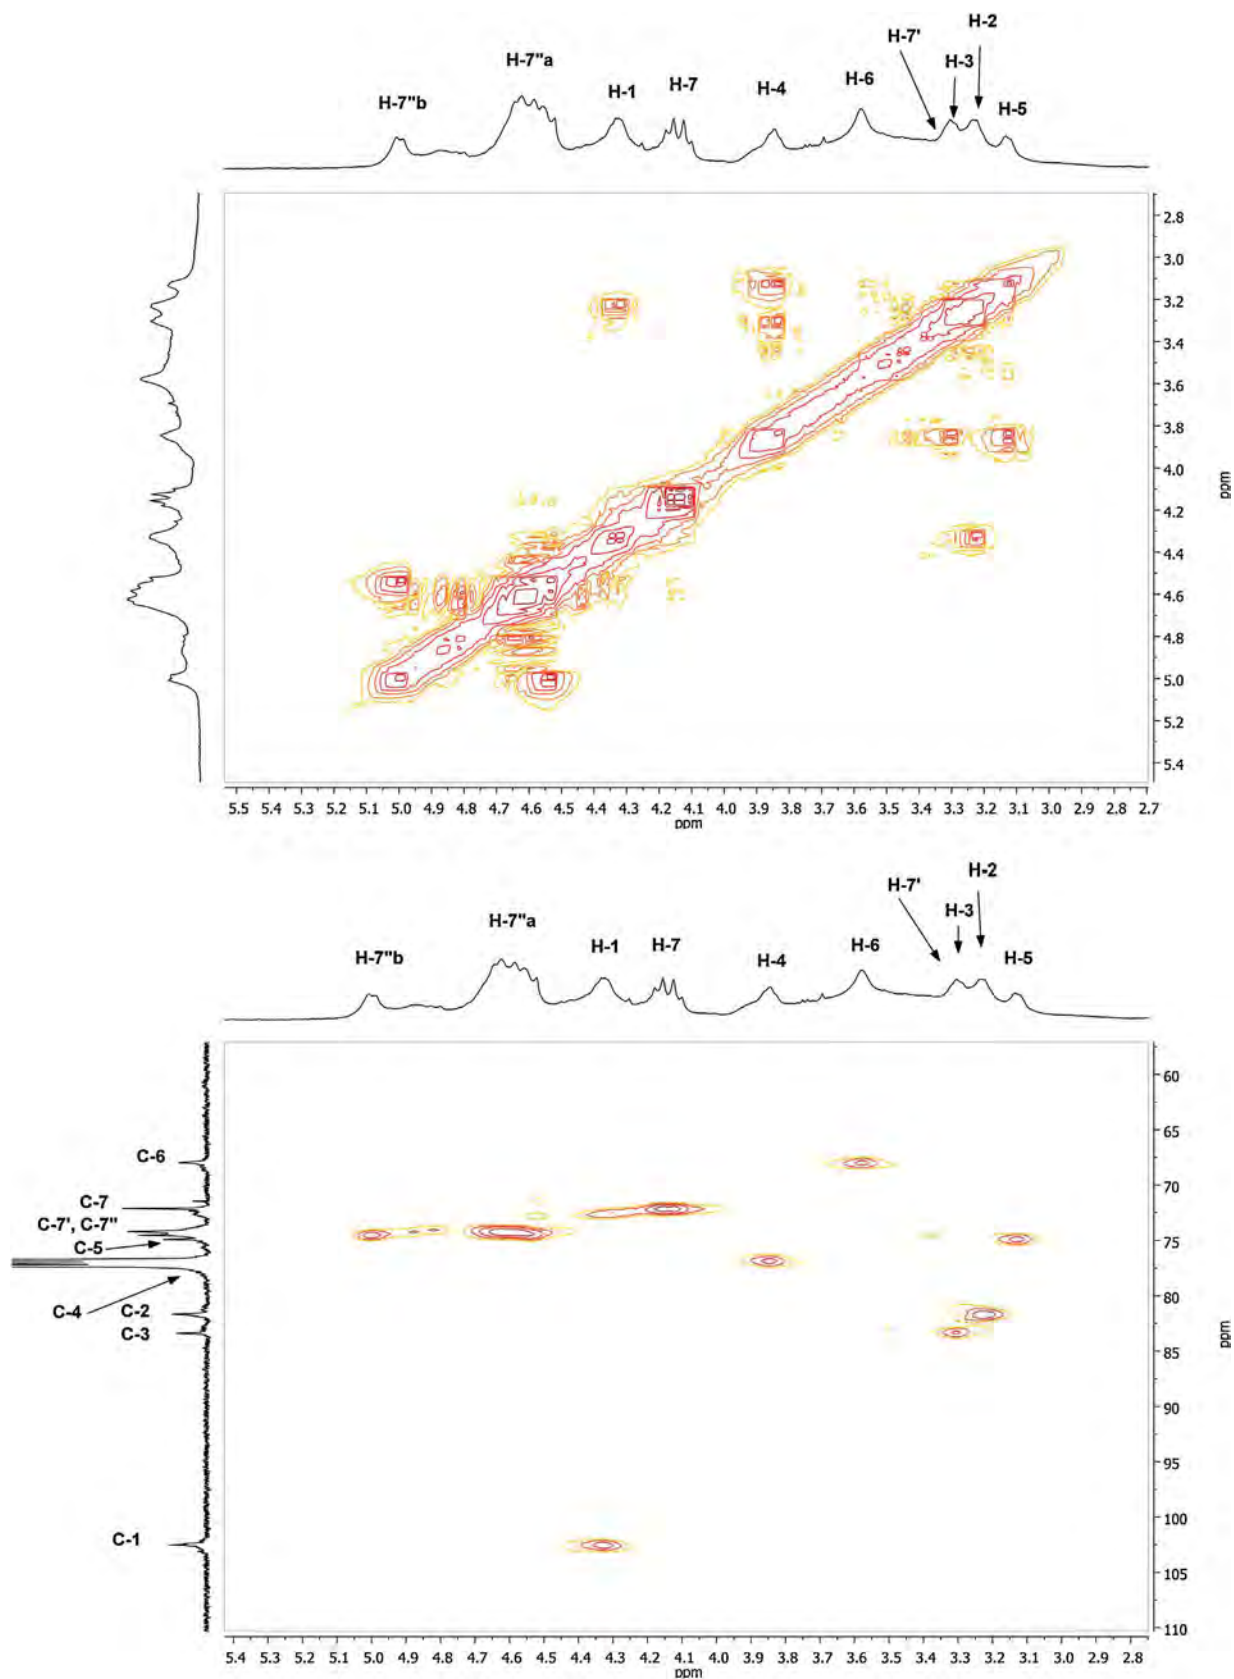 H-2
H-7'
H-3
H-7"a
H-1
H-7
H-4
H-6
H-5
H-7"b
2.8
3.0
3.2
3.4
3.6
3.8
4.0
4.2
4.4
4.6
4.8
5.0
5.2
5.4
ppm
5.5 5.4 5.3 5.2 5.1 5.0 4.9 4.8 4.7 4.6 4.5 4.4 4.3 4.2 4.1 4.0 3.9 3.8 3.7 3.6 3.5 3.4 3.3 3.2 3.1 3.0 2.9 2.8 2.7
ppm
H-2
H-7'
H-3
H-7"a
H-1
H-7
H-4
H-6
H-5
H-7"b
C-6
C-7
C-7', C-7"
C-5
C-4
C-2
C-3
C-1
60
65
70
75
80
85
90
95
100
105
110
ppm
5.4 5.3 5.2 5.1 5.0 4.9 4.8 4.7 4.6 4.5 4.4 4.3 4.2 4.1 4.0 3.9 3.8 3.7 3.6 3.5 3.4 3.3 3.2 3.1 3.0 2.9 2.8
ppm